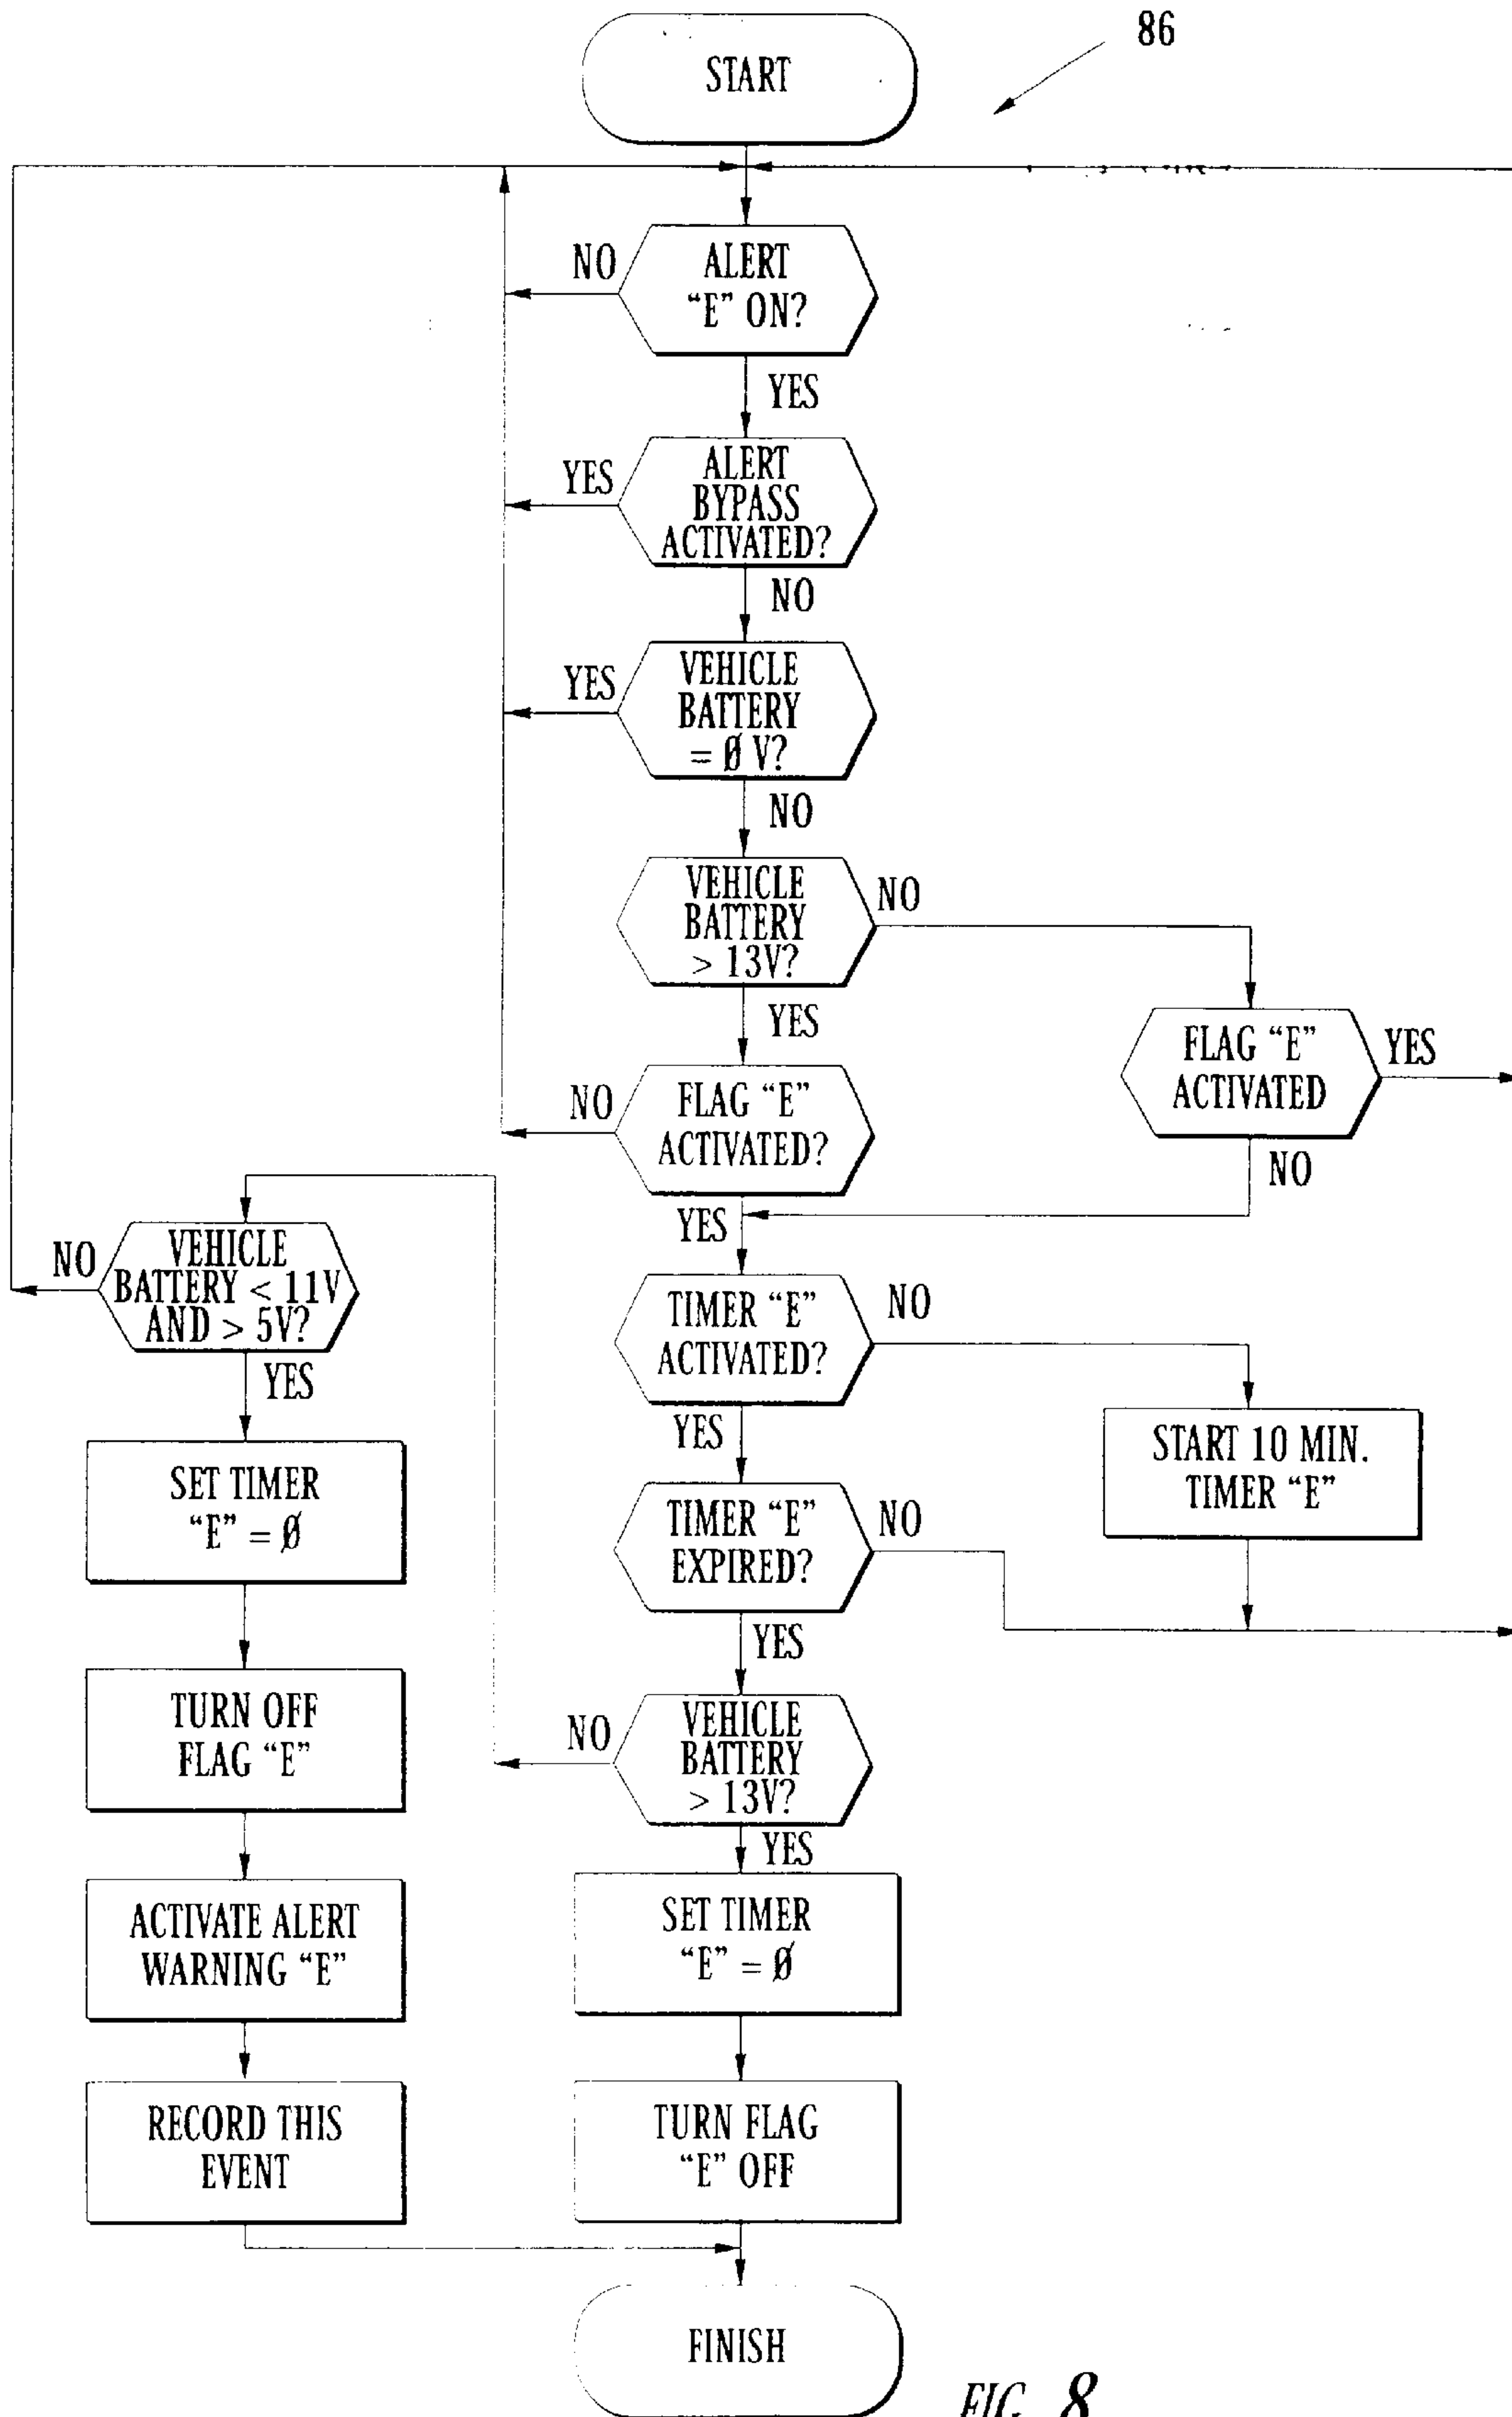 86
START
ALERT
“E” ON?
NO
YES
ALERT
BYPASS
ACTIVATED?
YES
NO
VEHICLE
BATTERY
= Ø V?
YES
NO
VEHICLE
BATTERY
> 13V?
NO
YES
FLAG “E”
ACTIVATED
YES
NO
FLAG “E”
ACTIVATED?
NO
YES
VEHICLE
BATTERY < 11V
AND > 5V?
NO
YES
TIMER “E”
ACTIVATED?
NO
YES
START 10 MIN.
TIMER “E”
SET TIMER
“E” = Ø
TIMER “E”
EXPIRED?
NO
YES
TURN OFF
FLAG “E”
VEHICLE
BATTERY
> 13V?
NO
YES
ACTIVATE ALERT
WARNING “E”
SET TIMER
“E” = Ø
RECORD THIS
EVENT
TURN FLAG
“E” OFF
FINISH
FIG. 8